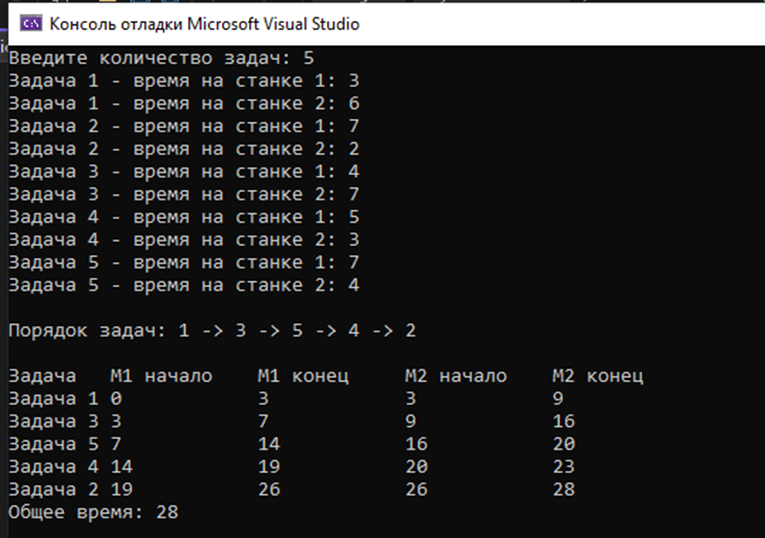 Консоль отладки Microsoft Visual Studio
Введите количество задач: 5
Задача 1 - время на станке 1: 3
Задача 1 - время на станке 2: 6
Задача 2 - время на станке 1: 7
Задача 2 - время на станке 2: 2
Задача 3 - время на станке 1: 4
Задача 3 - время на станке 2: 7
Задача 4 - время на станке 1: 5
Задача 4 - время на станке 2: 3
Задача 5 - время на станке 1: 7
Задача 5 - время на станке 2: 4
Порядок задач: 1 -> 3 -> 5 -> 4 -> 2
Задача M1 начало M1 конец M2 начало M2 конец
Задача 1 0 3 3 9
Задача 3 3 7 9 16
Задача 5 7 14 16 20
Задача 4 14 19 20 23
Задача 2 19 26 26 28
Общее время: 28